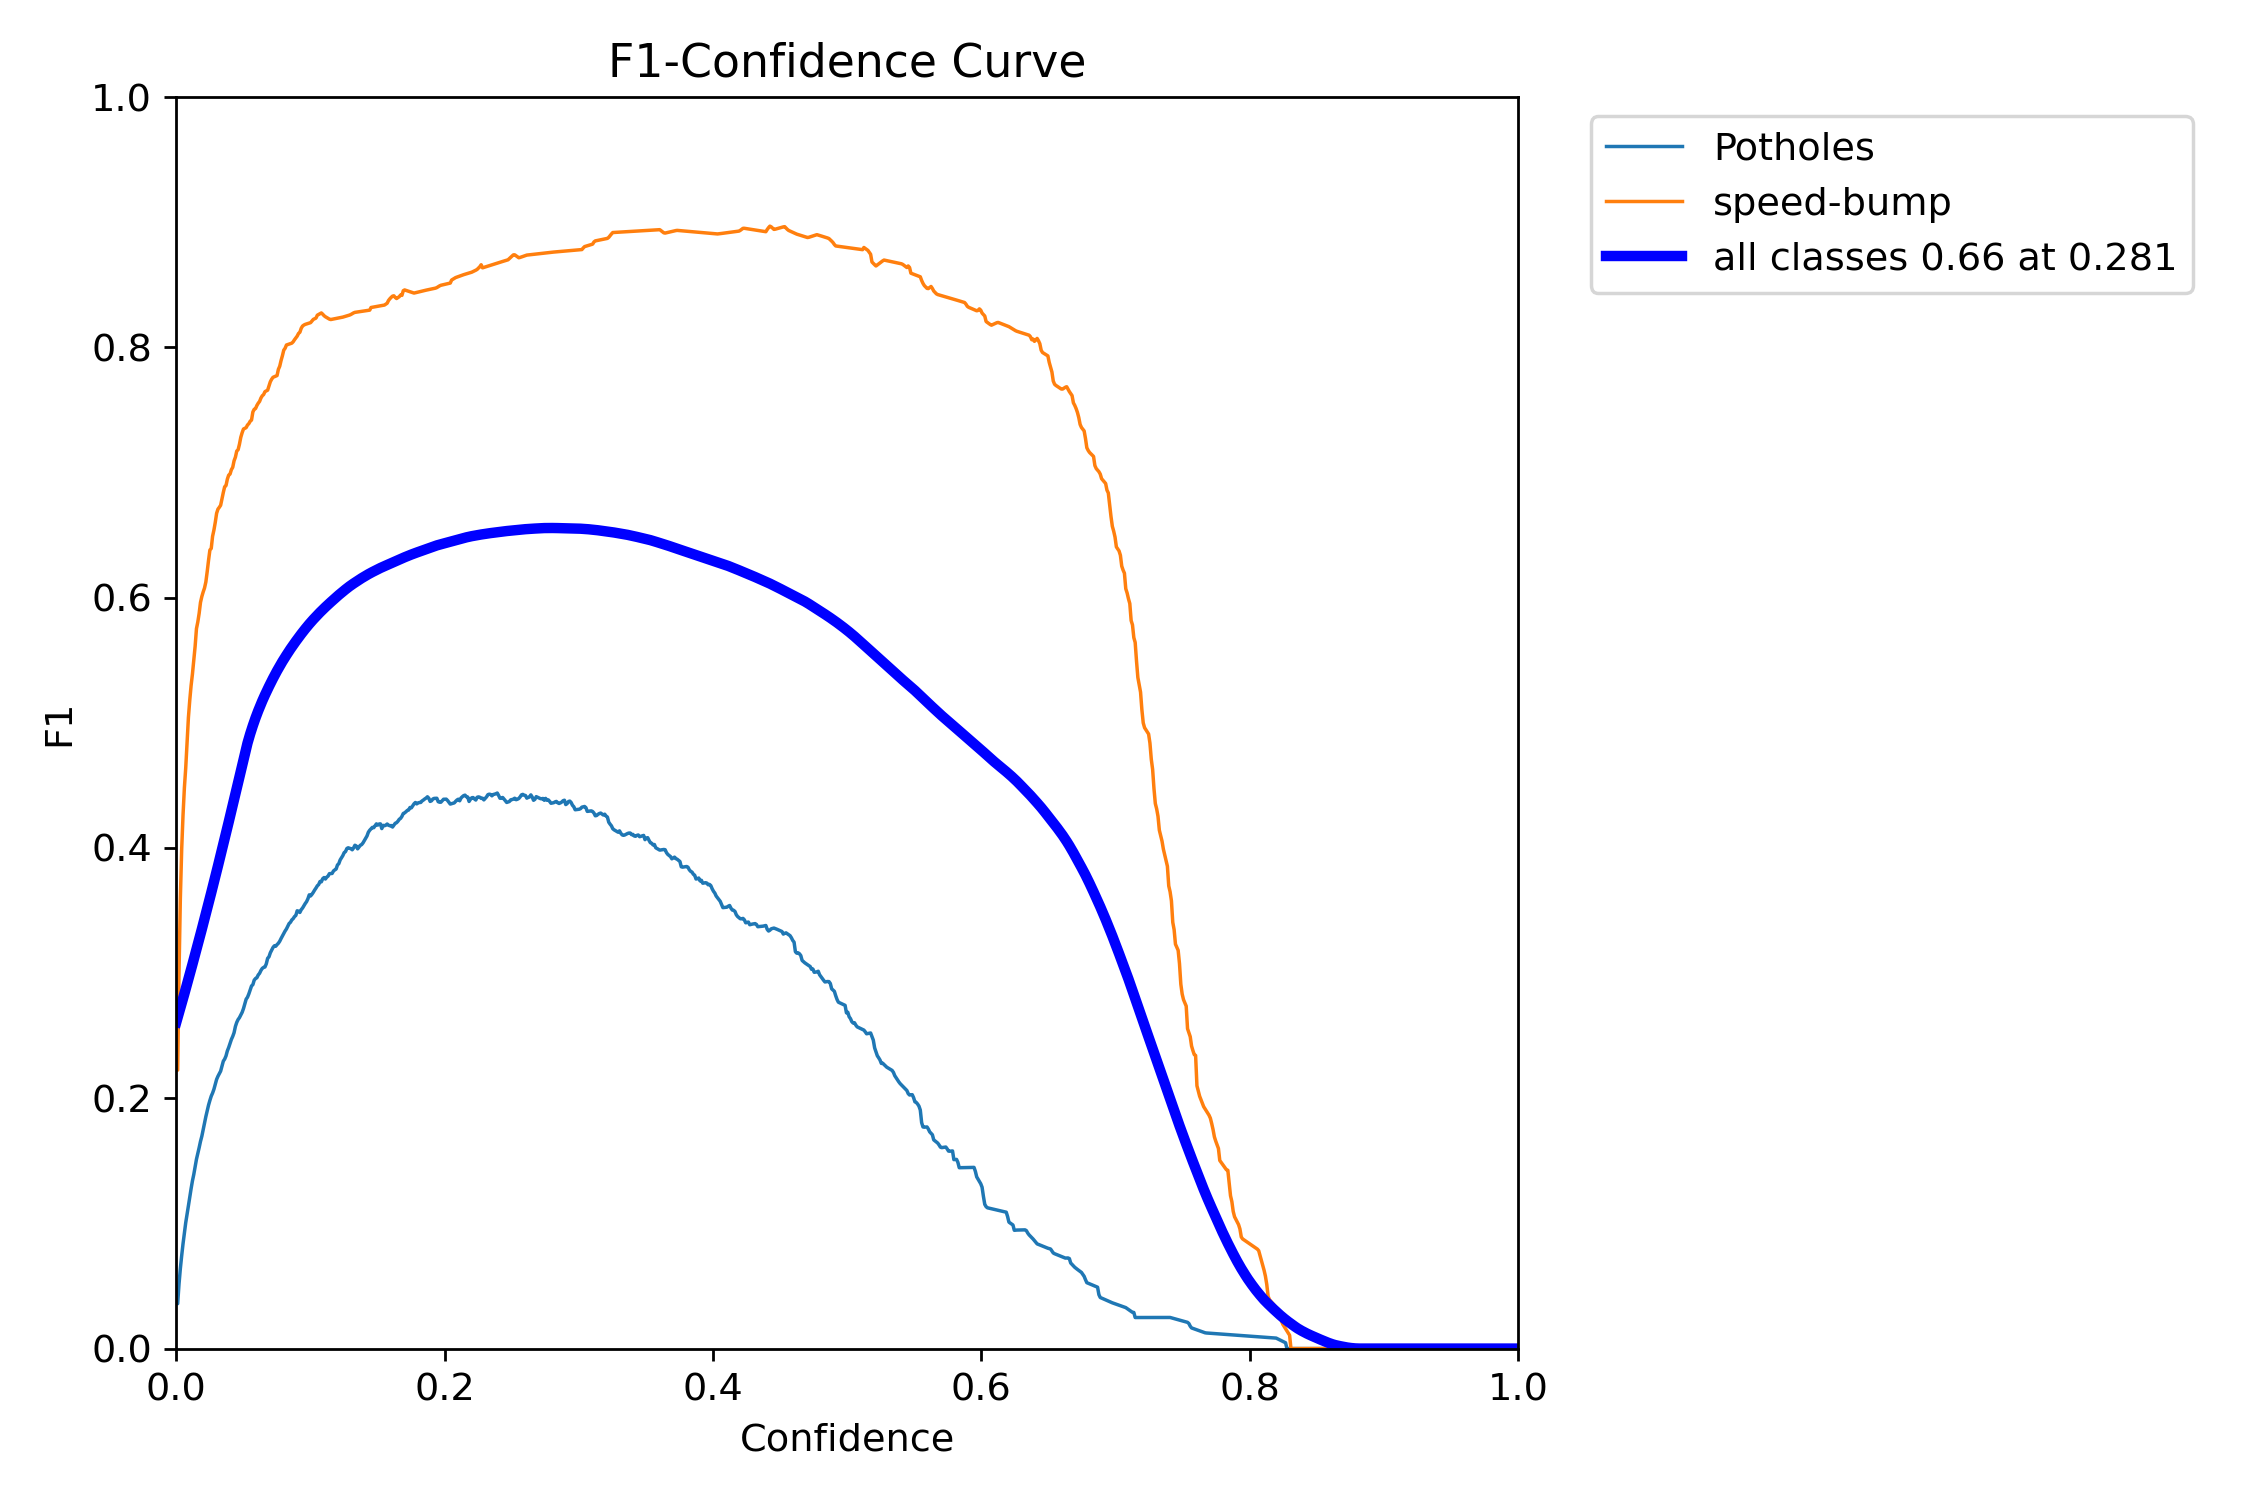 F1-Confidence Curve
1.0
0.8
0.6
0.4
0.2
0.0
F1
0.0 0.2 0.4 0.6 0.8 1.0
Confidence
Potholes
speed-bump
all classes 0.66 at 0.281